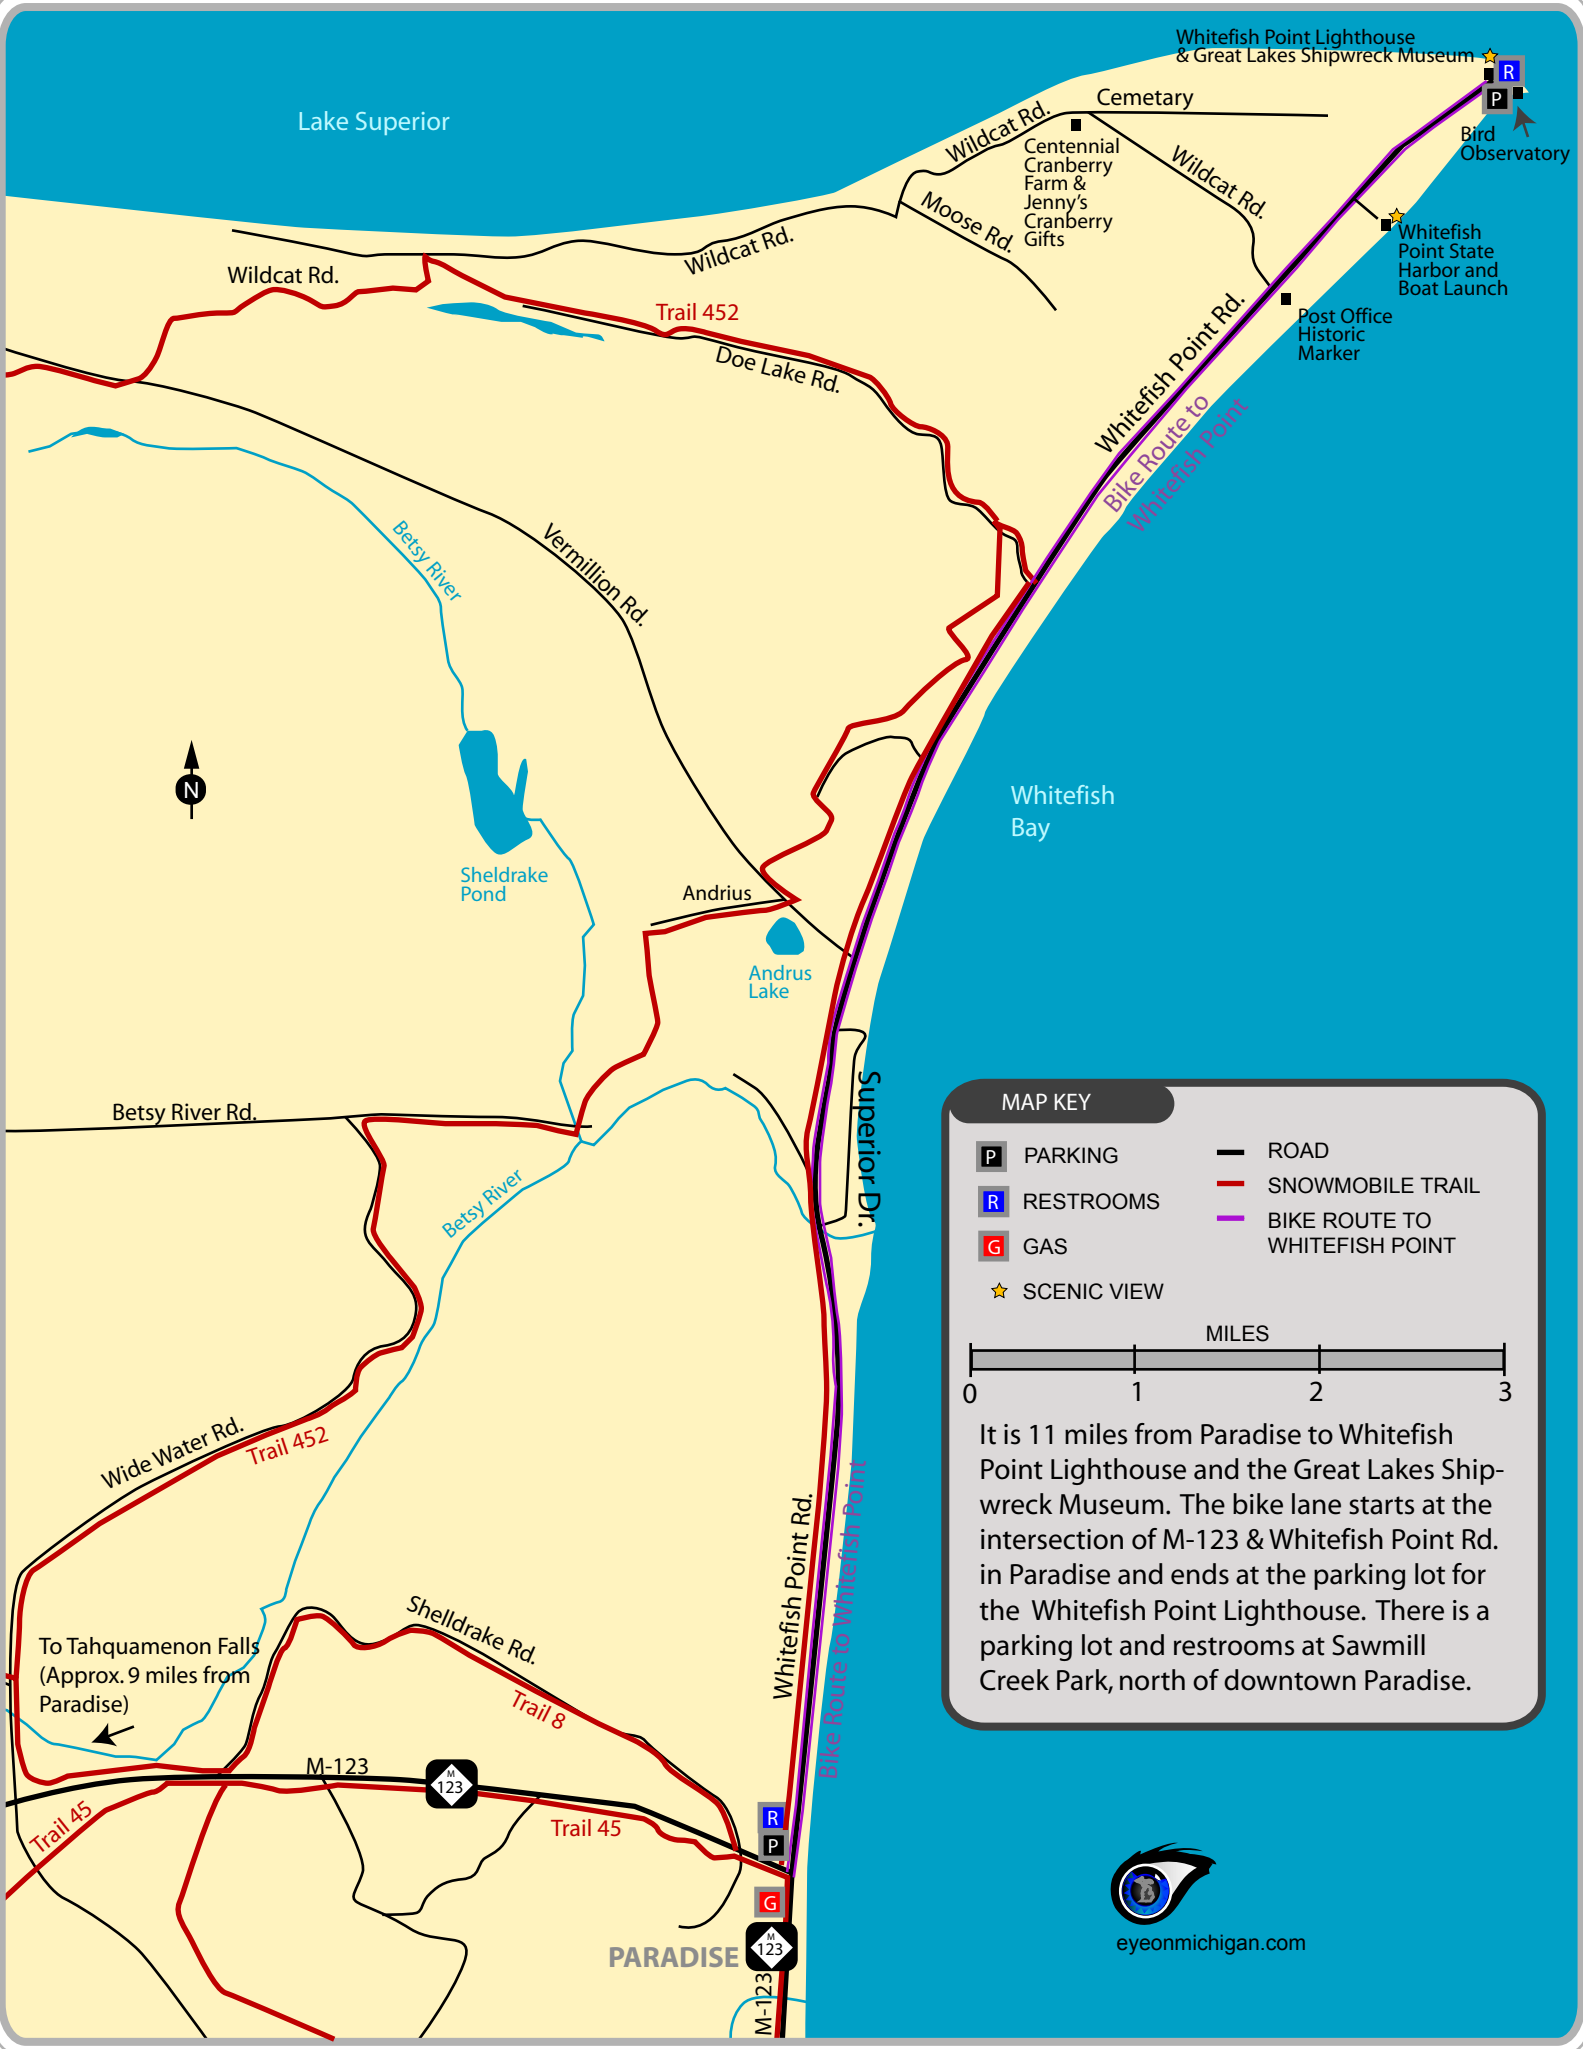 Whitefish Point Lighthouse
& Great Lakes Shipwreck Museum
R
P
Bird
Observatory
Lake Superior
Cemetary
Wildcat Rd.
Centennial
Cranberry
Farm &
Jenny's
Cranberry
Gifts
Wildcat Rd.
Moose Rd.
Wildcat Rd.
Wildcat Rd.
Whitefish
Point State
Harbor and
Boat Launch
Post Office
Historic
Marker
Trail 452
Doe Lake Rd.
Whitefish Point Rd.
Bike Route to
Whitefish Point
Betsy River
Vermillion Rd.
N
Whitefish
Bay
Sheldrake
Pond
Andrius
Andrus
Lake
Superior Dr.
Betsy River Rd.
Betsy River
Wide Water Rd.
Trail 452
Whitefish Point Rd.
Bike Route to Whitefish Point
Shelldrake Rd.
Trail 8
To Tahquamenon Falls
(Approx. 9 miles from
Paradise)
M-123
M
123
Trail 45
Trail 45
R
P
G
PARADISE
M
123
M-123
MAP KEY
P PARKING
R RESTROOMS
G GAS
SCENIC VIEW
ROAD
SNOWMOBILE TRAIL
BIKE ROUTE TO
WHITEFISH POINT
MILES
0 1 2 3
It is 11 miles from Paradise to Whitefish
Point Lighthouse and the Great Lakes Ship-
wreck Museum. The bike lane starts at the
intersection of M-123 & Whitefish Point Rd.
in Paradise and ends at the parking lot for
the Whitefish Point Lighthouse. There is a
parking lot and restrooms at Sawmill
Creek Park, north of downtown Paradise.
eyeonmichigan.com